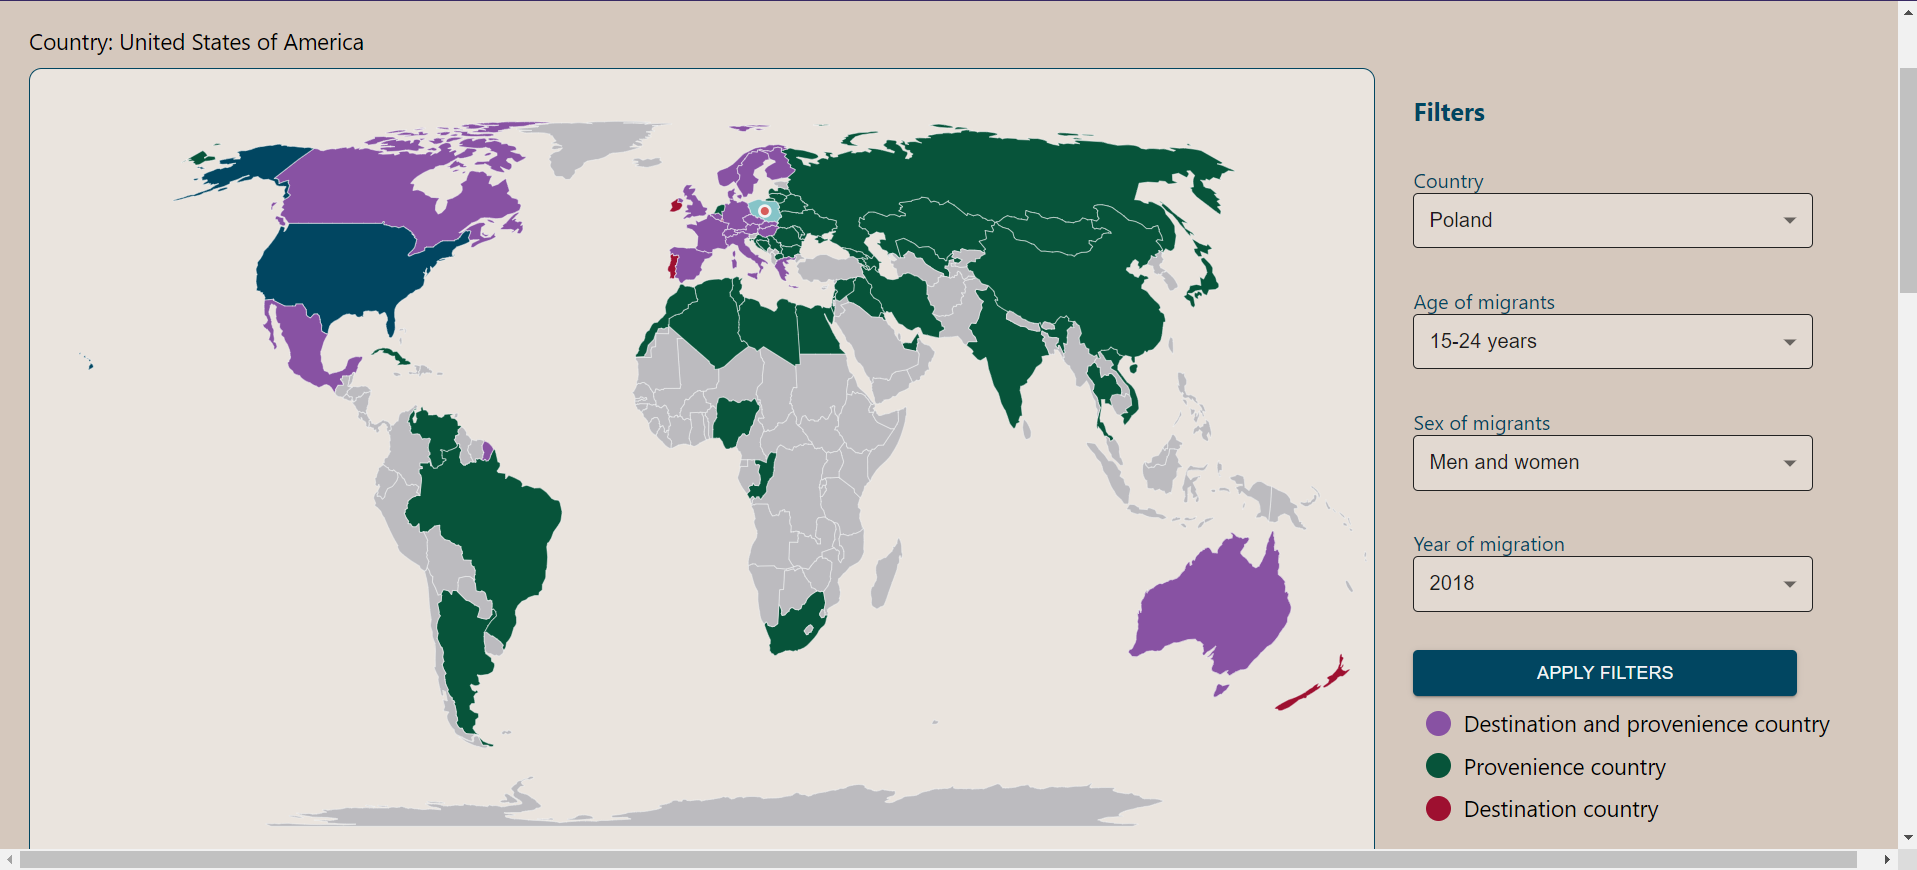 Country: United States of America
Filters
Country
Poland
Age of migrants
15-24 years
Sex of migrants
Men and women
Year of migration
2018
APPLY FILTERS
Destination and provenience country
Provenience country
Destination country